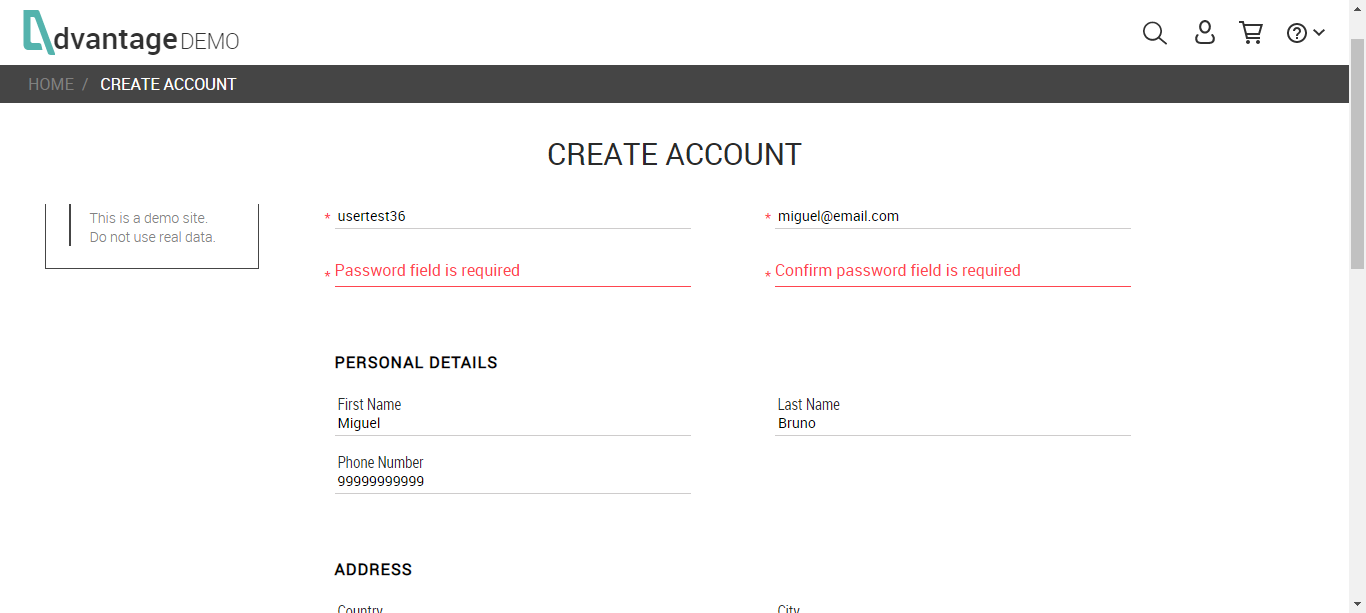 dvantage DEMO
HOME / CREATE ACCOUNT
CREATE ACCOUNT
This is a demo site.
Do not use real data.
* usertest36
* miguel@email.com
* Password field is required
* Confirm password field is required
PERSONAL DETAILS
First Name
Miguel
Last Name
Bruno
Phone Number
99999999999
ADDRESS
Country
City